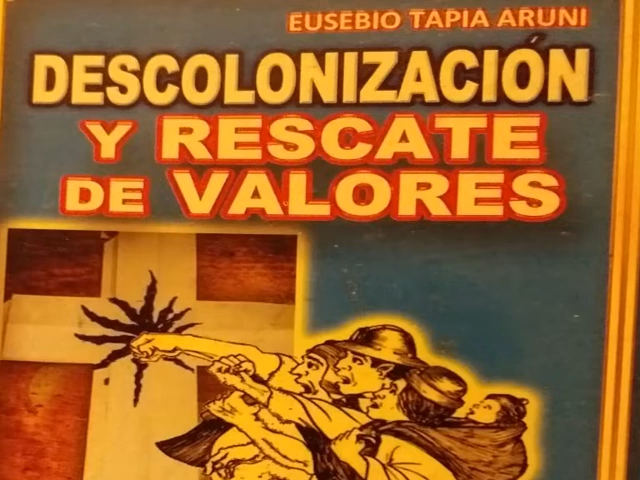 EUSEBIO TAPIA ARUNI
DESCOLONIZACIÓN
Y RESCATE
DE VALORES